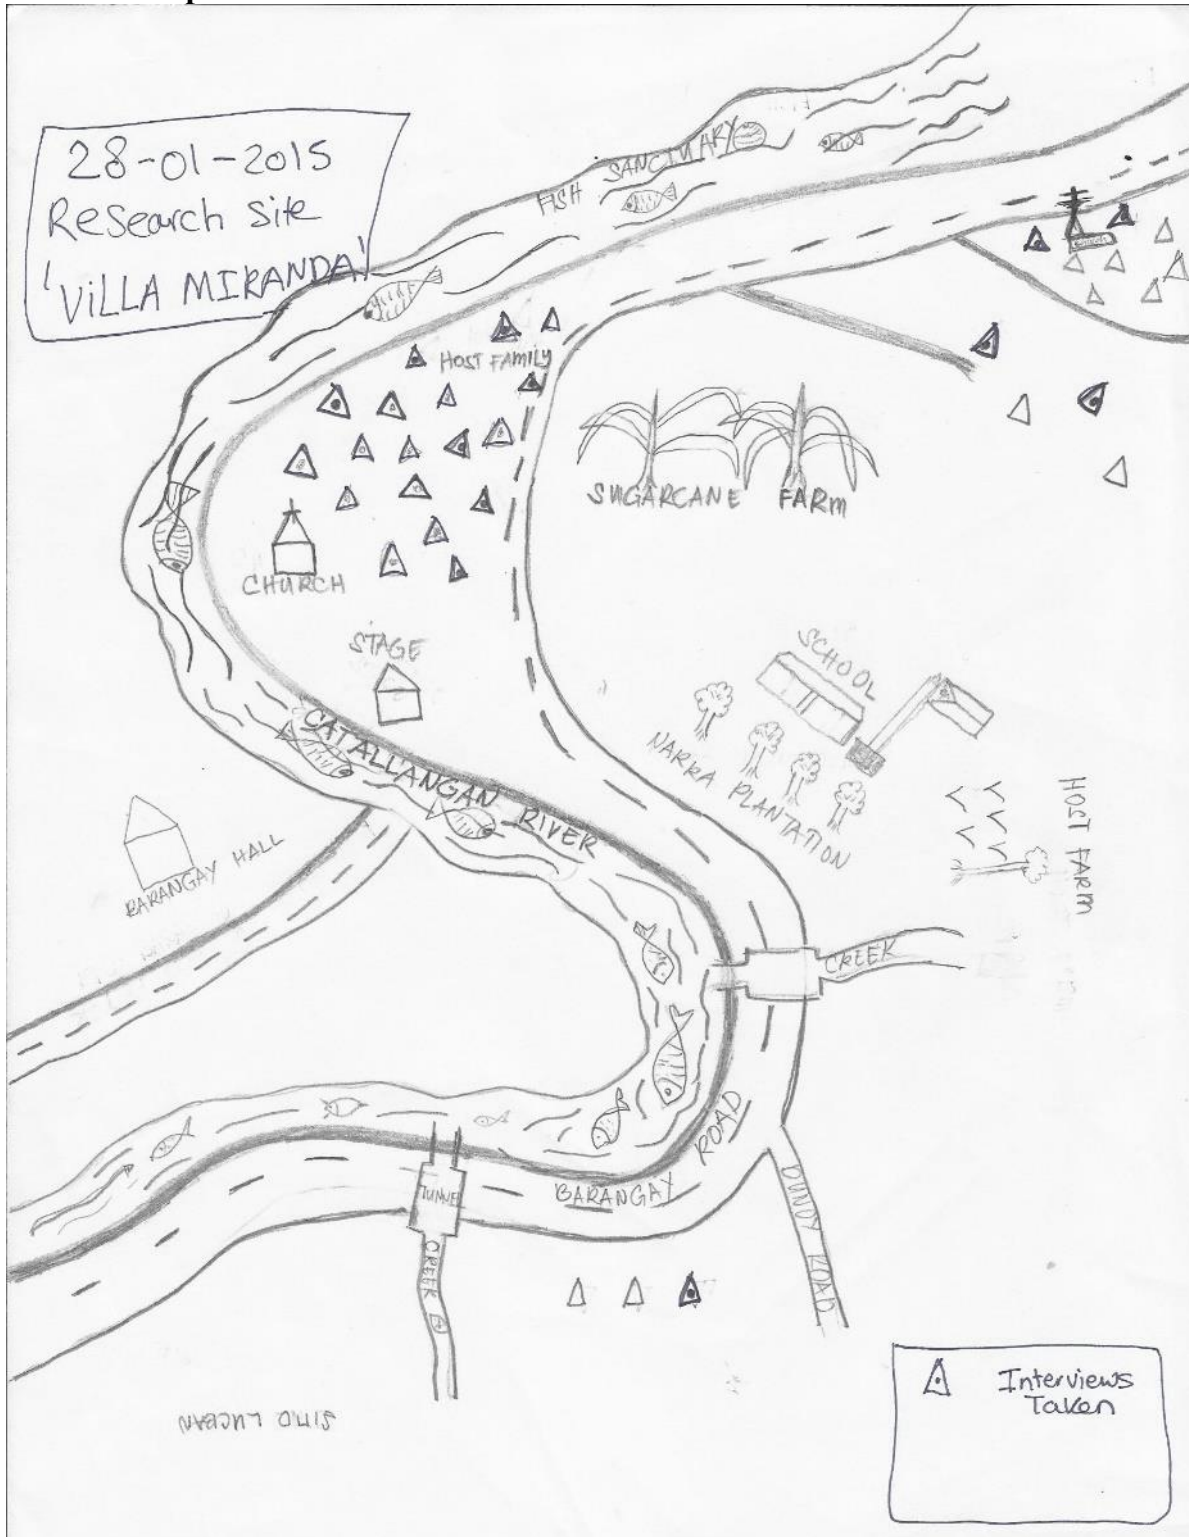 28-01-2015
Research site
'VILLA MIRANDA'
FISH SANCTUARY
HOST FAMILY
SUGARCANE FARM
CHURCH
STAGE
SCHOOL
NARRA PLANTATION
HOST FARM
CATALLANGAN RIVER
BARANGAY HALL
CREEK
BARANGAY ROAD
TUNNEL
CREEK
DUNDY ROAD
SITIO LUCBAN
Interviews
Taken